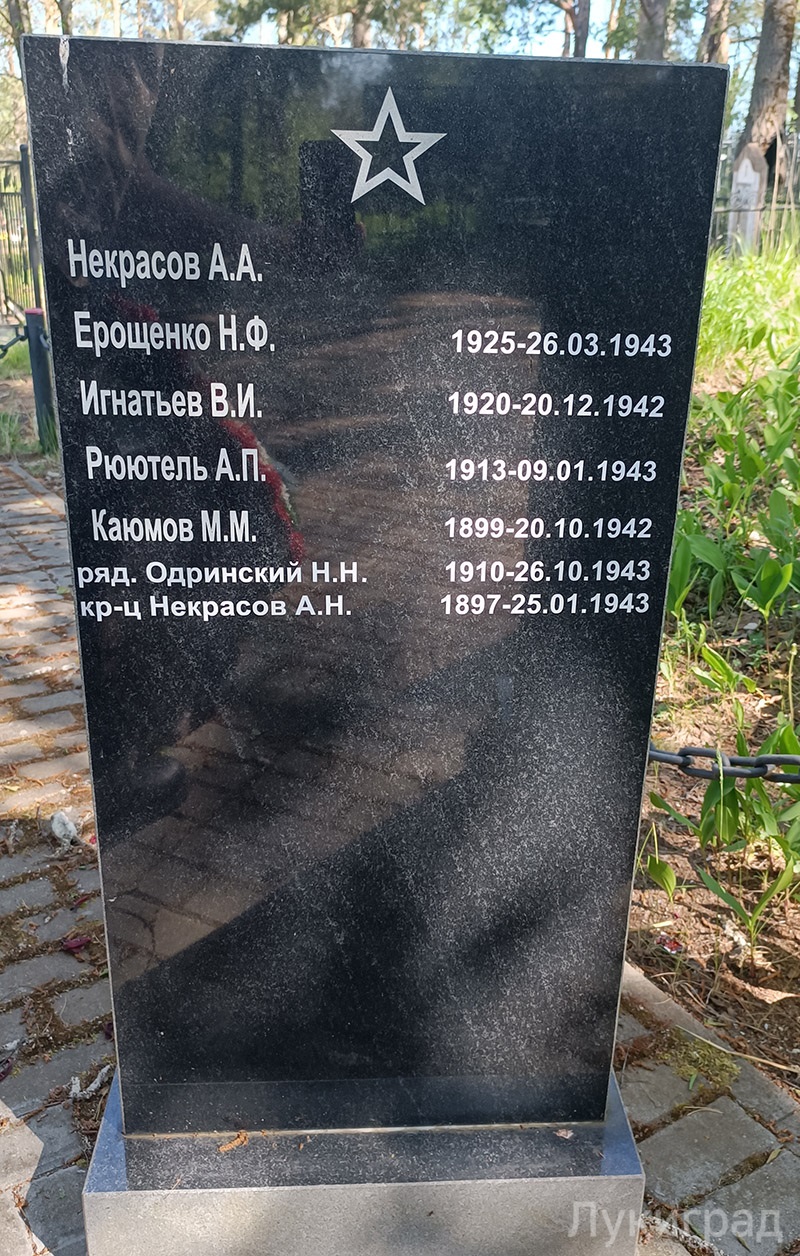 Некрасов А.А.
Ерощенко Н.Ф. 1925-26.03.1943
Игнатьев В.И. 1920-20.12.1942
Рюютель А.П. 1913-09.01.1943
Каюмов М.М. 1899-20.10.1942
ряд. Одринский Н.Н. 1910-26.10.1943
кр-ц Некрасов А.Н. 1897-25.01.1943
Лукиград